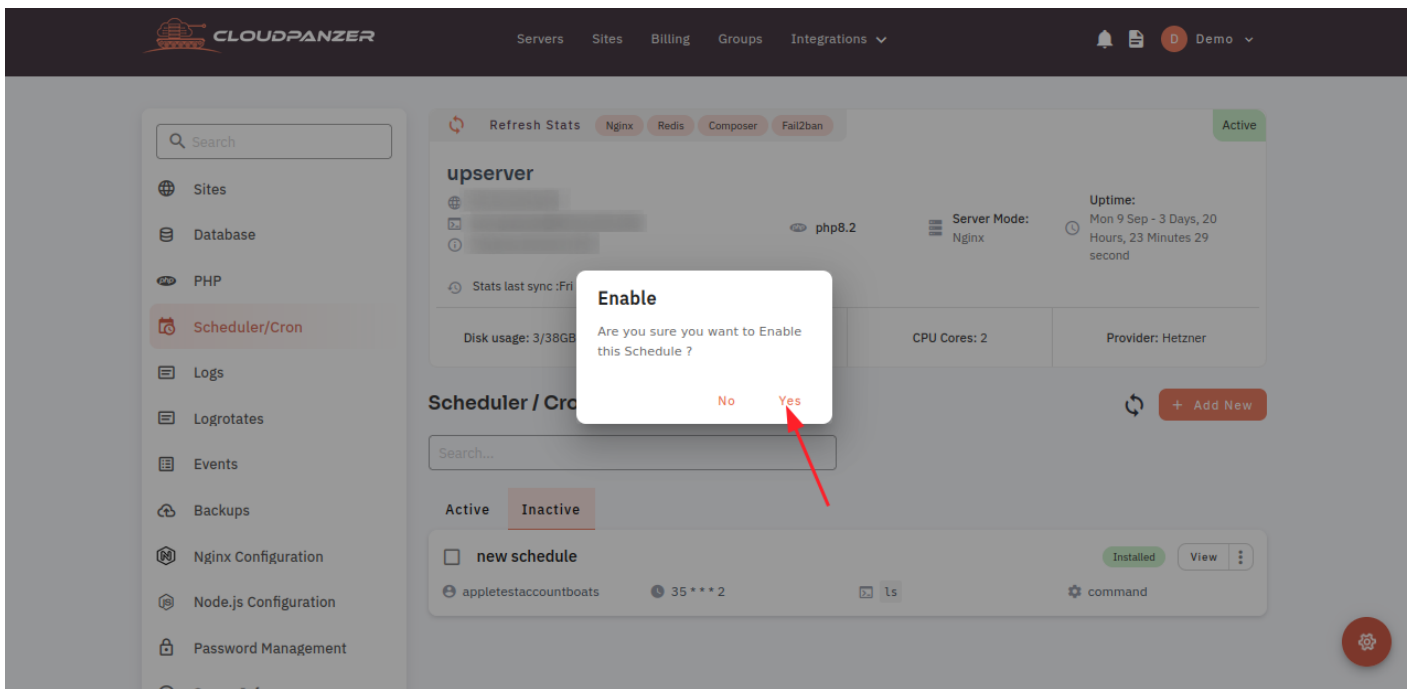 CLOUDPANZER
Servers Sites Billing Groups Integrations
D Demo
Search
Sites
Database
PHP
Scheduler/Cron
Logs
Logrotates
Events
Backups
Nginx Configuration
Node.js Configuration
Password Management
Refresh Stats Nginx Redis Composer Fail2ban
Active
upserver
php8.2
Server Mode:
Nginx
Uptime:
Mon 9 Sep - 3 Days, 20
Hours, 23 Minutes 29
second
Stats last sync :Fri
Disk usage: 3/38GB
CPU Cores: 2
Provider: Hetzner
Enable
Are you sure you want to Enable
this Schedule ?
No Yes
Scheduler / Cro
+ Add New
Search...
Active Inactive
new schedule
Installed View
appletestaccountboats 35 * * * 2 ls command